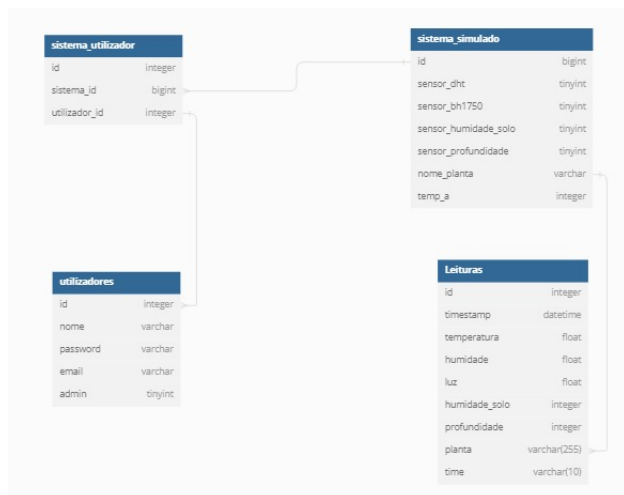 sistema_utilizador
id integer
sistema_id bigint
utilizador_id integer
sistema_simulado
id bigint
sensor_dht tinyint
sensor_bh1750 tinyint
sensor_humidade_solo tinyint
sensor_profundidade tinyint
nome_planta varchar
temp_a integer
utilizadores
id integer
nome varchar
password varchar
email varchar
admin tinyint
Leituras
id integer
timestamp datetime
temperatura float
humidade float
luz float
humidade_solo integer
profundidade integer
planta varchar(255)
time varchar(10)